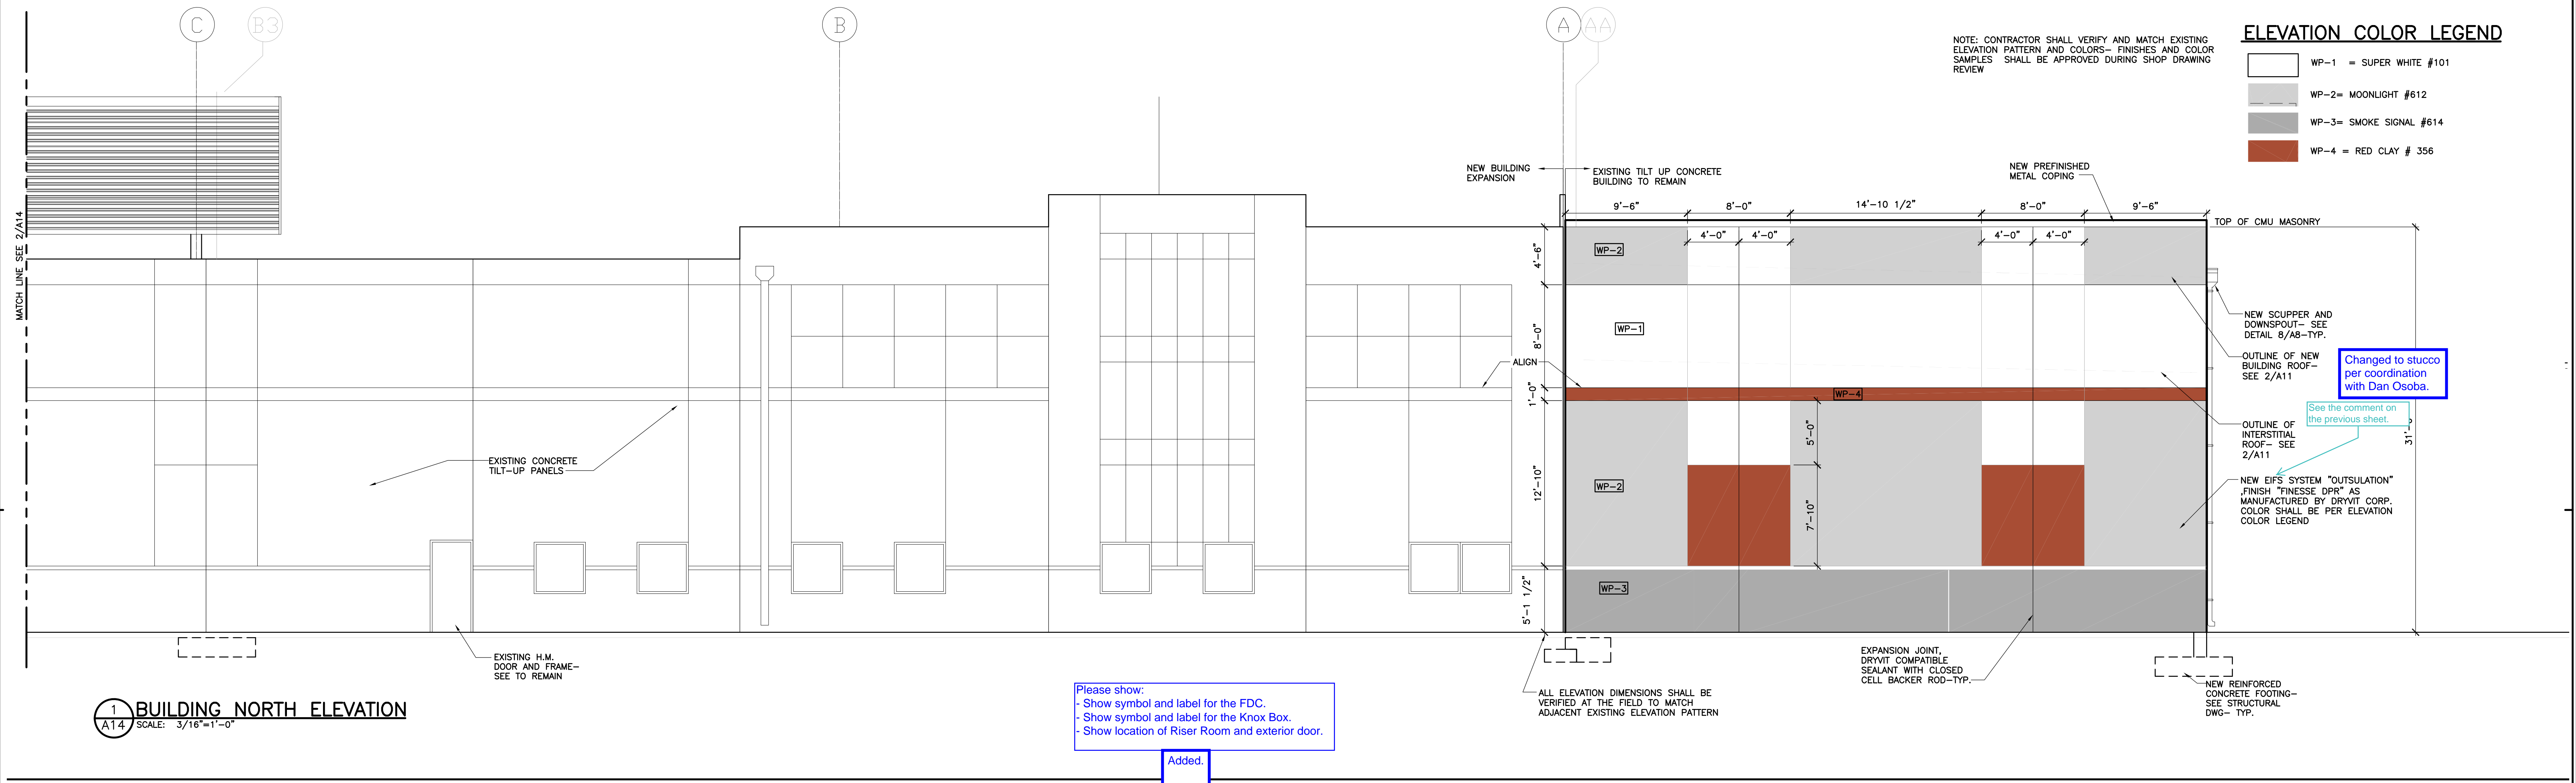 C
B3
B
A
AA
NOTE: CONTRACTOR SHALL VERIFY AND MATCH EXISTING
ELEVATION PATTERN AND COLORS– FINISHES AND COLOR
SAMPLES SHALL BE APPROVED DURING SHOP DRAWING
REVIEW
ELEVATION COLOR LEGEND
WP–1 = SUPER WHITE #101
WP–2= MOONLIGHT #612
WP–3= SMOKE SIGNAL #614
WP–4 = RED CLAY # 356
MATCH LINE SEE 2/A14
NEW BUILDING
EXPANSION
EXISTING TILT UP CONCRETE
BUILDING TO REMAIN
NEW PREFINISHED
METAL COPING
9'–6"
8'–0"
14'–10 1/2"
8'–0"
9'–6"
TOP OF CMU MASONRY
4'–0"
4'–0"
4'–0"
4'–0"
4'–6"
WP–2
8'–0"
WP–1
ALIGN
1'–0"
WP–4
5'–0"
12'–10"
WP–2
7'–10"
5'–1 1/2"
WP–3
NEW SCUPPER AND
DOWNSPOUT– SEE
DETAIL 8/A8–TYP.
OUTLINE OF NEW
BUILDING ROOF–
SEE 2/A11
Changed to stucco
per coordination
with Dan Osoba.
See the comment on
the previous sheet.
OUTLINE OF
INTERSTITIAL
ROOF– SEE
2/A11
NEW EIFS SYSTEM "OUTSULATION"
,FINISH "FINESSE DPR" AS
MANUFACTURED BY DRYVIT CORP.
COLOR SHALL BE PER ELEVATION
COLOR LEGEND
EXISTING CONCRETE
TILT–UP PANELS
EXISTING H.M.
DOOR AND FRAME–
SEE TO REMAIN
EXPANSION JOINT,
DRYVIT COMPATIBLE
SEALANT WITH CLOSED
CELL BACKER ROD–TYP.
ALL ELEVATION DIMENSIONS SHALL BE
VERIFIED AT THE FIELD TO MATCH
ADJACENT EXISTING ELEVATION PATTERN
NEW REINFORCED
CONCRETE FOOTING–
SEE STRUCTURAL
DWG– TYP.
1
A14
BUILDING NORTH ELEVATION
SCALE: 3/16"=1'–0"
Please show:
- Show symbol and label for the FDC.
- Show symbol and label for the Knox Box.
- Show location of Riser Room and exterior door.
Added.